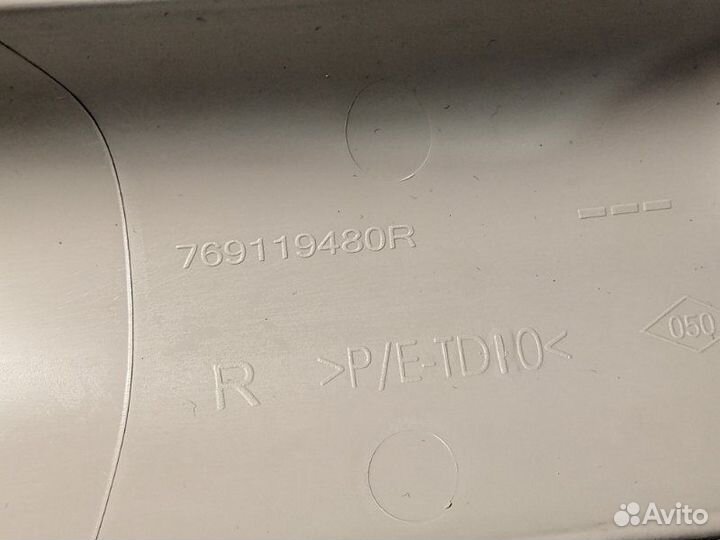 769119480R
---
050
R >P/E-TD10<
Avito